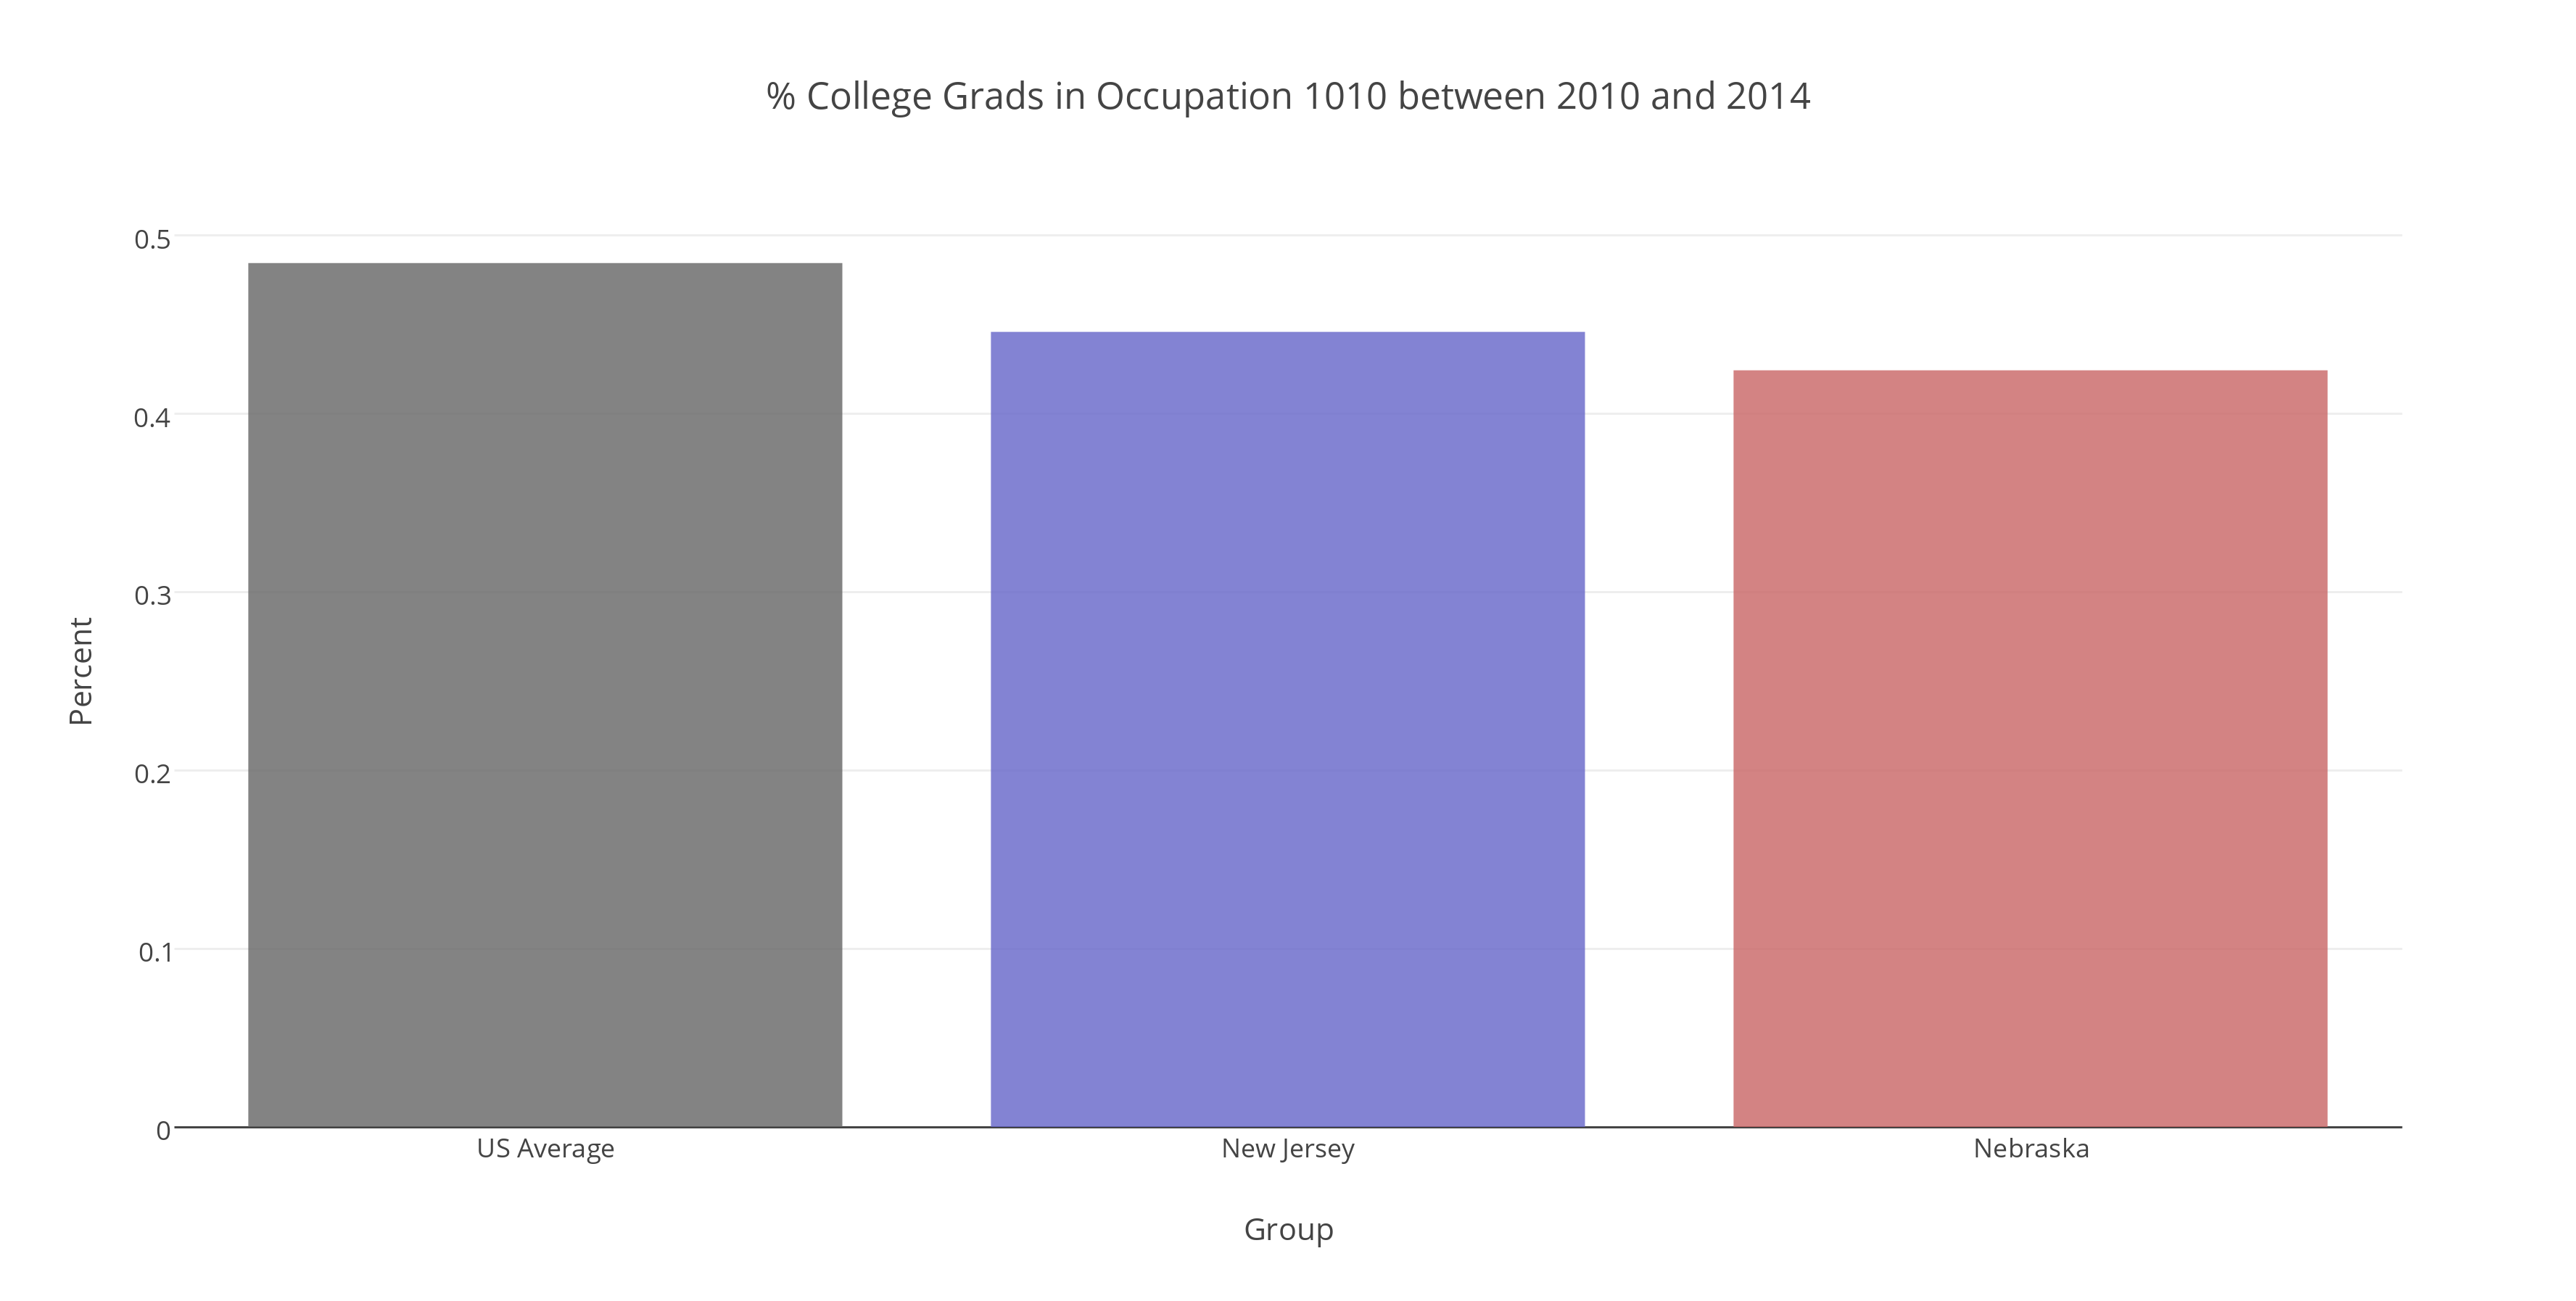 % College Grads in Occupation 1010 between 2010 and 2014
0.5
0.4
0.3
0.2
0.1
0
Percent
US Average
New Jersey
Nebraska
Group